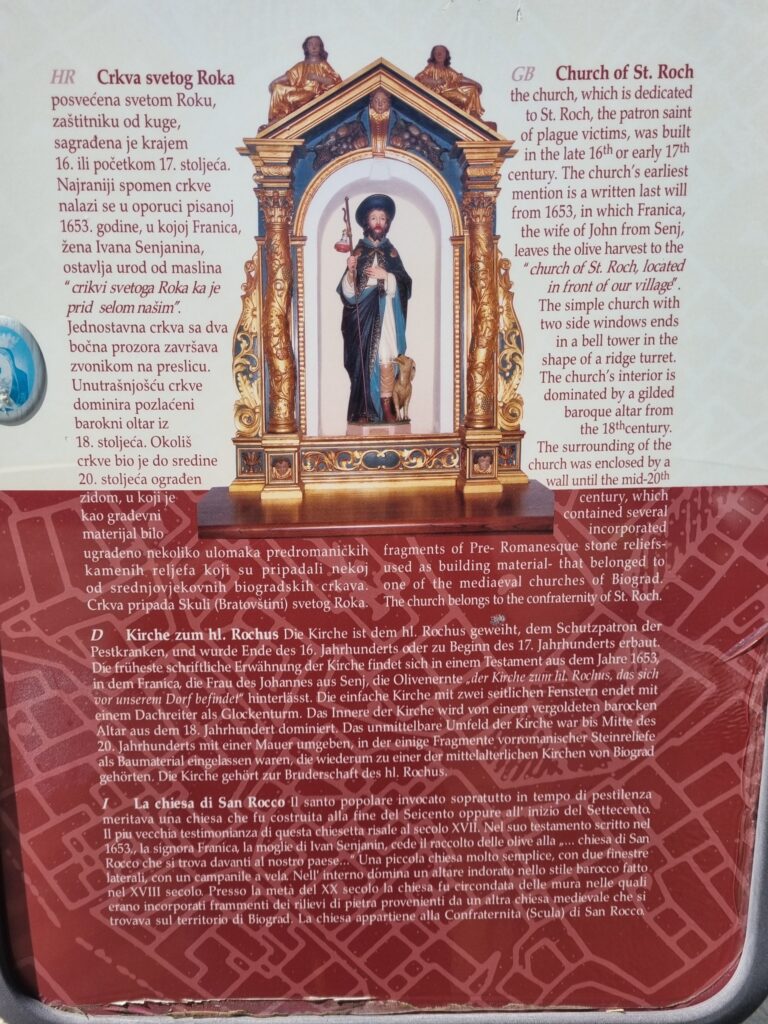 HR Crkva svetog Roka
posvećena svetom Roku,
zaštitniku od kuge,
sagrađena je krajem
16. ili početkom 17. stoljeća.
Najraniji spomen crkve
nalazi se u oporuci pisanoj
1653. godine, u kojoj Franica,
žena Ivana Senjanina,
ostavlja urod od maslina
“crikvi svetoga Roka ka je
prid selom našim”.
Jednostavna crkva sa dva
bočna prozora završava
zvonikom na preslicu.
Unutrašnjošću crkve
dominira pozlaćeni
barokni oltar iz
18. stoljeća. Okoliš
crkve bio je do sredine
20. stoljeća ograđen
zidom, u koji je
kao građevni
materijal bilo
ugrađeno nekoliko ulomaka predromaničkih
kamenih reljefa koji su pripadali nekoj
od srednjovjekovnih biogradskih crkava.
Crkva pripada Skuli (Bratovštini) svetog Roka.
GB Church of St. Roch
the church, which is dedicated
to St. Roch, the patron saint
of plague victims, was built
in the late 16th or early 17th
century. The church's earliest
mention is a written last will
from 1653, in which Franica,
the wife of John from Senj,
leaves the olive harvest to the
“church of St. Roch, located
in front of our village”.
The simple church with
two side windows ends
in a bell tower in the
shape of a ridge turret.
The church's interior is
dominated by a gilded
baroque altar from
the 18thcentury.
The surrounding of the
church was enclosed by a
wall until the mid-20th
century, which
contained several
incorporated
fragments of Pre- Romanesque stone reliefs-
used as building material- that belonged to
one of the mediaeval churches of Biograd.
The church belongs to the confraternity of St. Roch.
D Kirche zum hl. Rochus Die Kirche ist dem hl. Rochus geweiht, dem Schutzpatron der
Pestkranken, und wurde Ende des 16. Jahrhunderts oder zu Beginn des 17. Jahrhunderts erbaut.
Die früheste schriftliche Erwähnung der Kirche findet sich in einem Testament aus dem Jahre 1653,
in dem Franica, die Frau des Johannes aus Senj, die Olivenernte „der Kirche zum hl. Rochus, das sich
vor unserem Dorf befindet“ hinterlässt. Die einfache Kirche mit zwei seitlichen Fenstern endet mit
einem Dachreiter als Glockenturm. Das Innere der Kirche wird von einem vergoldeten barocken
Altar aus dem 18. Jahrhundert dominiert. Das unmittelbare Umfeld der Kirche war bis Mitte des
20. Jahrhunderts mit einer Mauer umgeben, in der einige Fragmente vorromanischer Steinreliefe
als Baumaterial eingelassen waren, die wiederum zu einer der mittelalterlichen Kirchen von Biograd
gehörten. Die Kirche gehört zur Bruderschaft des hl. Rochus.
I La chiesa di San Rocco Il santo popolare invocato sopratutto in tempo di pestilenza
meritava una chiesa che fu costruita alla fine del Seicento oppure all' inizio del Settecento.
Il piu vecchia testimonianza di questa chiesetta risale al secolo XVII. Nel suo testamento scritto nel
1653., la signora Franica, la moglie di Ivan Senjanin, cede il raccolto delle olive alla „... chiesa di San
Rocco che si trova davanti al nostro paese...“ Una piccola chiesa molto semplice, con due finestre
laterali, con un campanile a vela. Nell' interno domina un altare indorato nello stile barocco fatto
nel XVIII secolo. Presso la metà del XX secolo la chiesa fu circondata delle mura nelle quali
erano incorporati frammenti dei rilievi di pietra provenienti da un altra chiesa medievale che si
trovava sul territorio di Biograd. La chiesa appartiene alla Confraternita (Scula) di San Rocco.